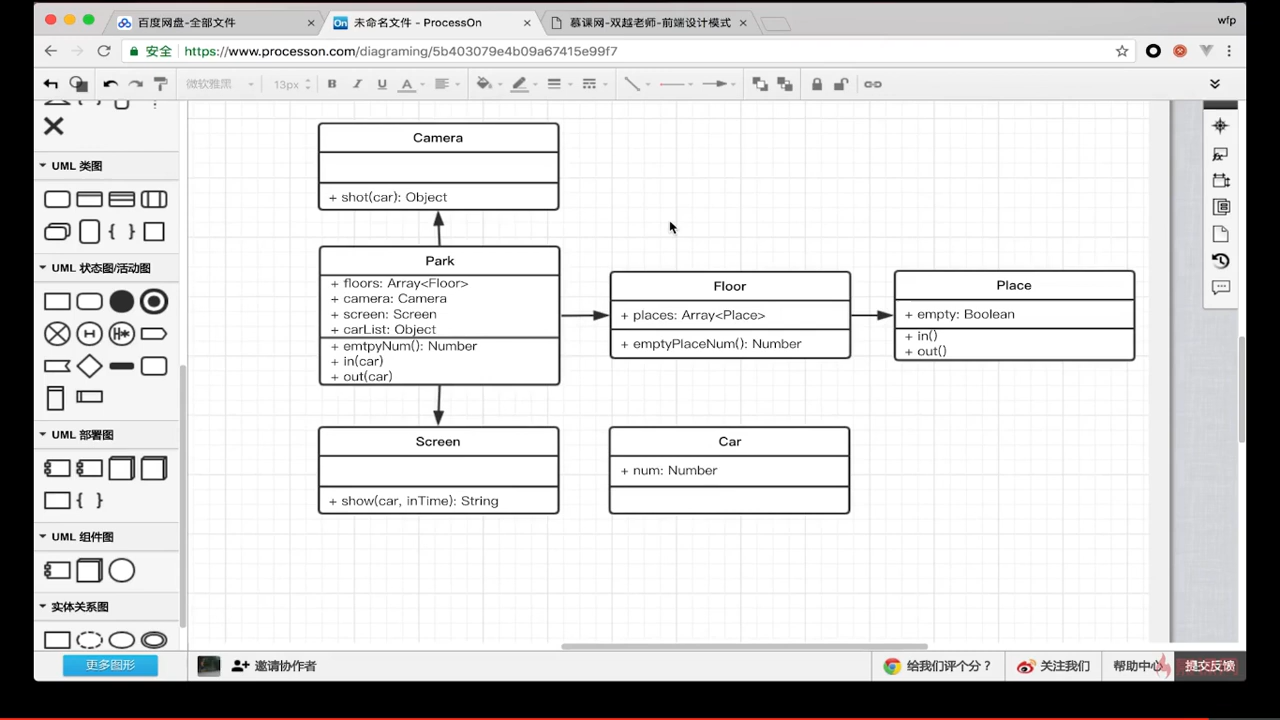 百度网盘-全部文件
On
未命名文件 - ProcessOn
慕课网-双越老师-前端设计模式
wfp
安全
https://www.processon.com/diagraming/5b403079e4b09a67415e99f7
微软雅黑
13px
B
I
U
A
UML 类图
UML 状态图/活动图
UML 部署图
UML 组件图
实体关系图
更多图形
Camera
+ shot(car): Object
Park
+ floors: Array<Floor>
+ camera: Camera
+ screen: Screen
+ carList: Object
+ emtpyNum(): Number
+ in(car)
+ out(car)
Floor
+ places: Array<Place>
+ emptyPlaceNum(): Number
Place
+ empty: Boolean
+ in()
+ out()
Screen
+ show(car, inTime): String
Car
+ num: Number
邀请协作者
给我们评个分？
关注我们
帮助中心
提交反馈